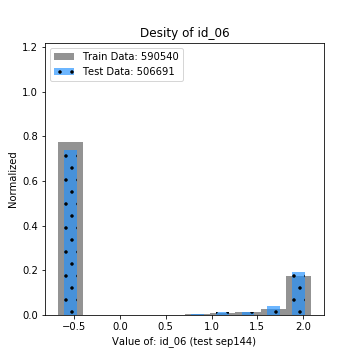 Desity of id_06
Train Data: 590540
Test Data: 506691
1.2
1.0
0.8
0.6
0.4
0.2
0.0
Normalized
−0.5 0.0 0.5 1.0 1.5 2.0
Value of: id_06 (test sep144)